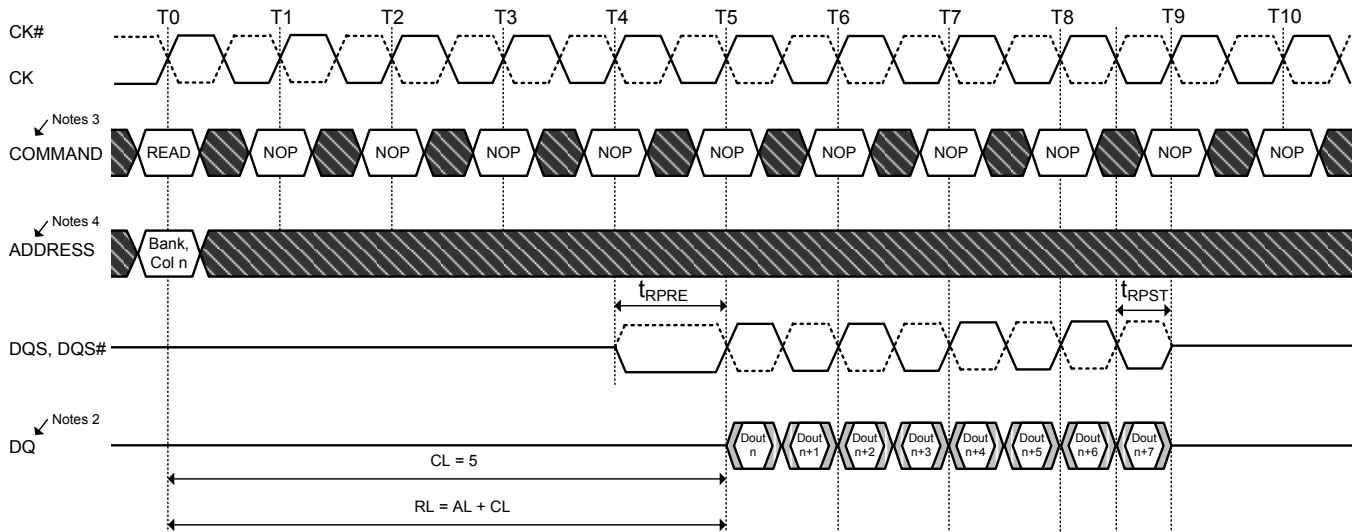 T0 T1 T2 T3 T4 T5 T6 T7 T8 T9 T10
CK#
CK
Notes 3
COMMAND READ NOP NOP NOP NOP NOP NOP NOP NOP NOP NOP
Notes 4
ADDRESS
Bank,
Col n
tRPRE tRPST
DQS, DQS#
Notes 2
DQ
Dout
n
Dout
n+1
Dout
n+2
Dout
n+3
Dout
n+4
Dout
n+5
Dout
n+6
Dout
n+7
CL = 5
RL = AL + CL